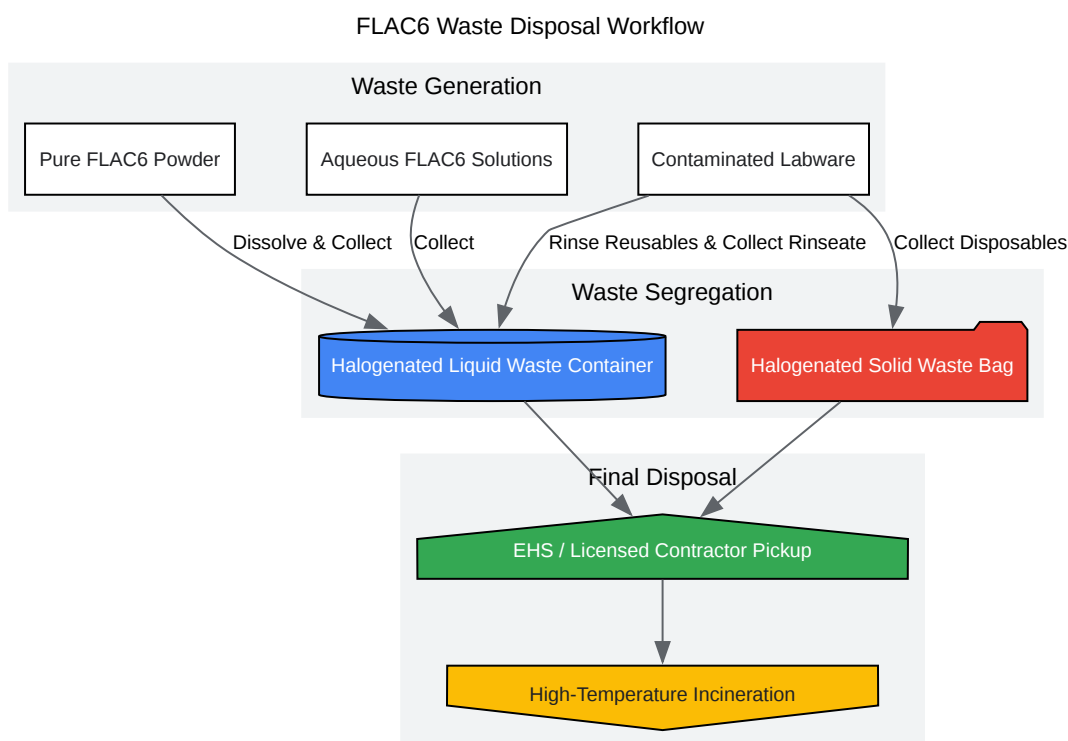 FLAC6 Waste Disposal Workflow
Waste Generation
Pure FLAC6 Powder
Aqueous FLAC6 Solutions
Contaminated Labware
Dissolve & Collect
Collect
Rinse Reusables & Collect Rinseate
Collect Disposables
Waste Segregation
Halogenated Liquid Waste Container
Halogenated Solid Waste Bag
Final Disposal
EHS / Licensed Contractor Pickup
High-Temperature Incineration